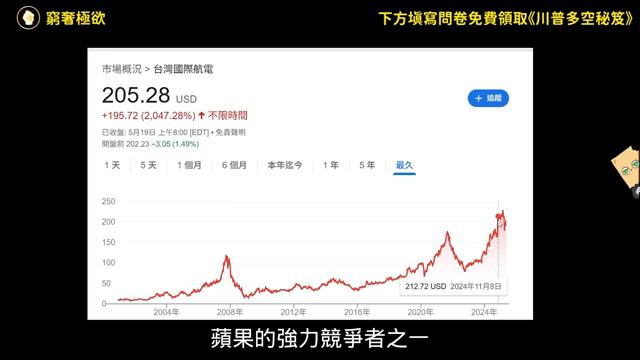 窮奢極欲
下方填寫問卷免費領取《川普多空秘笈》
市場概況 > 台灣國際航電
205.28 USD
+ 追蹤
+195.72 (2,047.28%) ↑ 不限時間
已收盤: 5月19日 上午8:00 [EDT] • 免責聲明
開盤前 202.23 -3.05 (1.49%)
1 天 5 天 1 個月 6 個月 本年迄今 1 年 5 年 最久
250
200
150
100
50
0
212.72 USD 2024年11月8日
2004年 2008年 2012年 2016年 2020年 2024年
蘋果的強力競爭者之一